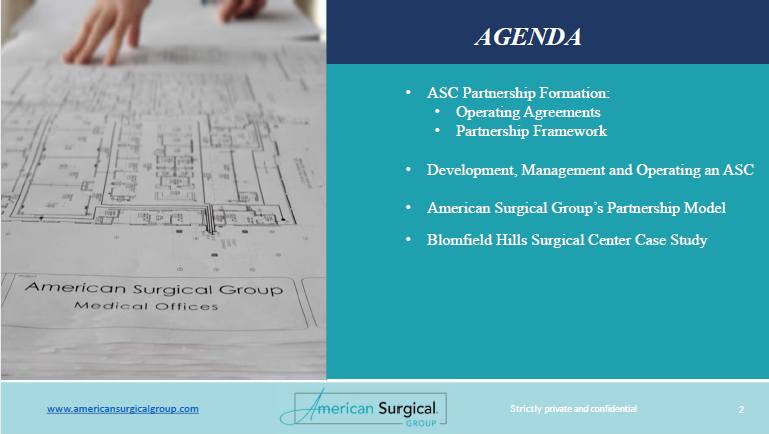 AGENDA
• ASC Partnership Formation:
• Operating Agreements
• Partnership Framework
• Development, Management and Operating an ASC
• American Surgical Group’s Partnership Model
• Blomfield Hills Surgical Center Case Study
American Surgical Group
Medical Offices
www.americansurgicalgroup.com
American Surgical
GROUP
Strictly private and confidential
2